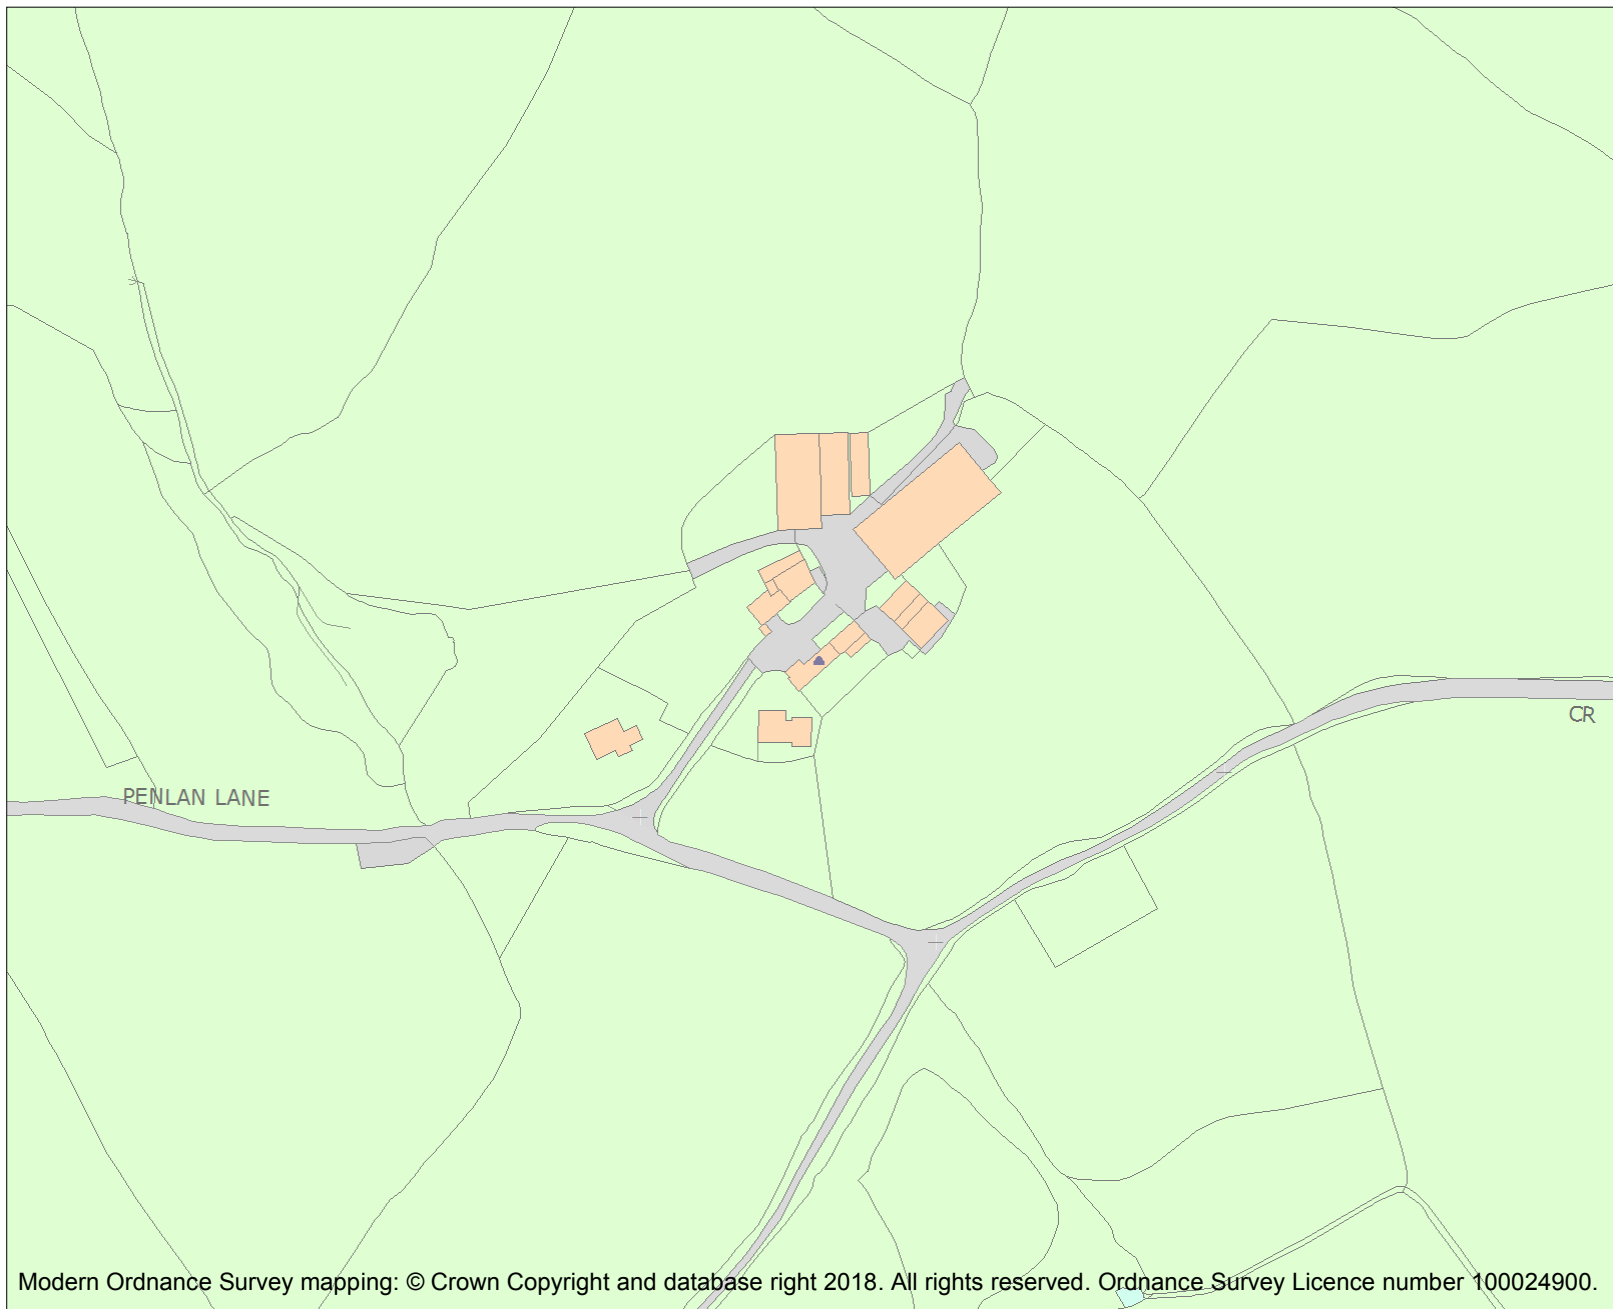 CR
PENLAN LANE
Modern Ordnance Survey mapping: © Crown Copyright and database right 2018. All rights reserved. Ordnance Survey Licence number 100024900.